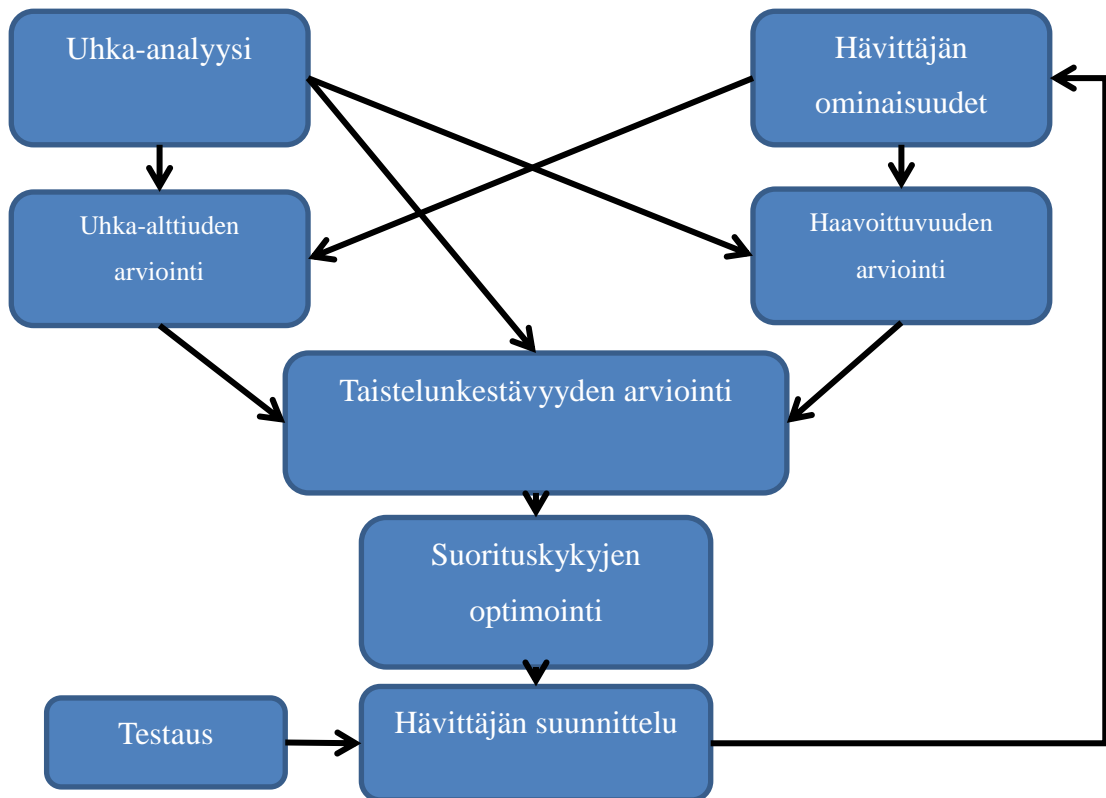 Uhka-analyysi
Hävittäjän
ominaisuudet
Uhka-alttiuden
arviointi
Haavoittuvuuden
arviointi
Taistelunkestävyyden arviointi
Suorituskykyjen
optimointi
Testaus
Hävittäjän suunnittelu